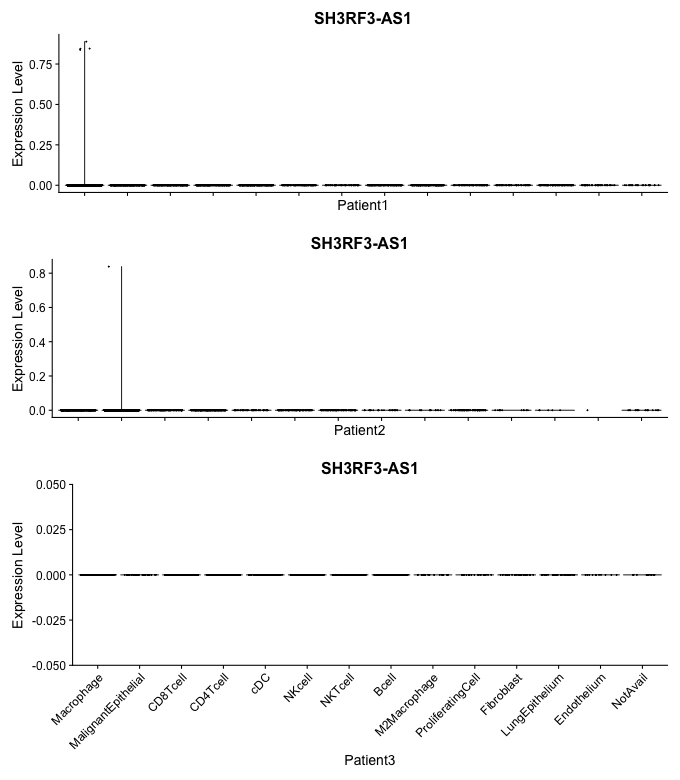 SH3RF3-AS1
Expression Level
0.75
0.50
0.25
0.00
Patient1
SH3RF3-AS1
Expression Level
0.8
0.6
0.4
0.2
0.0
Patient2
SH3RF3-AS1
Expression Level
0.050
0.025
0.000
-0.025
-0.050
Macrophage
MalignantEpithelial
CD8Tcell
CD4Tcell
cDC
NKcell
NKTcell
Bcell
M2Macrophage
ProliferatingCell
Fibroblast
LungEpithelium
Endothelium
NotAvail
Patient3